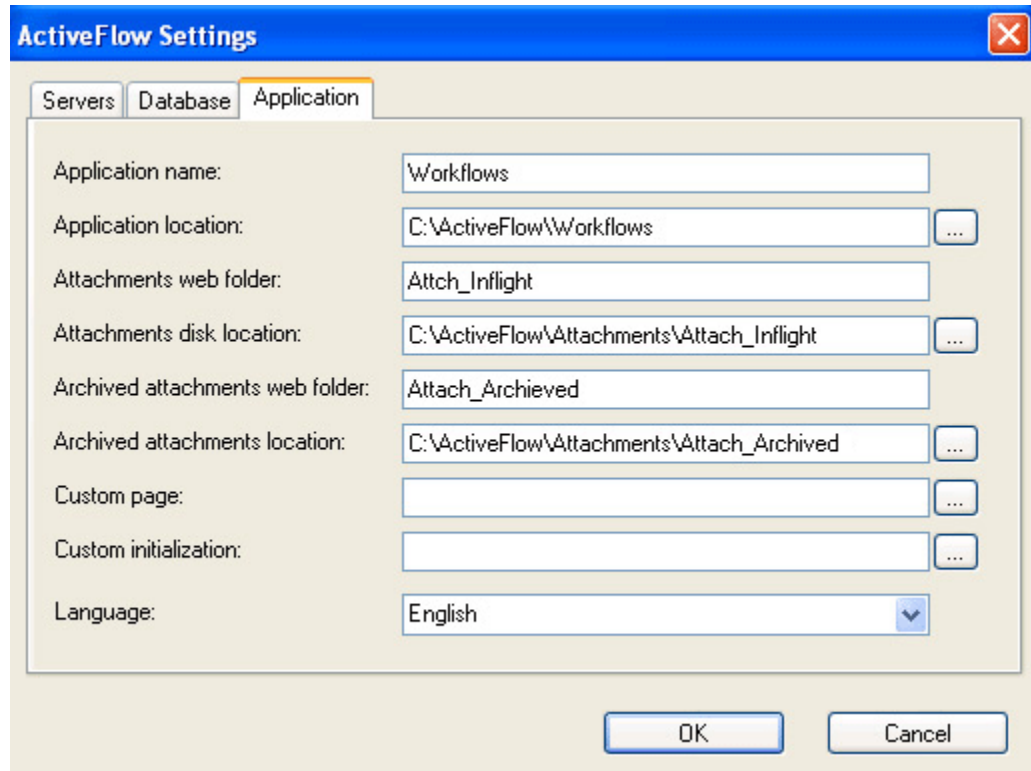 ActiveFlow Settings
Servers Database Application
Application name: Workflows
Application location: C:\ActiveFlow\Workflows ...
Attachments web folder: Attch_Inflight
Attachments disk location: C:\ActiveFlow\Attachments\Attach_Inflight ...
Archived attachments web folder: Attach_Archieved
Archived attachments location: C:\ActiveFlow\Attachments\Attach_Archived ...
Custom page: ...
Custom initialization: ...
Language: English
OK Cancel